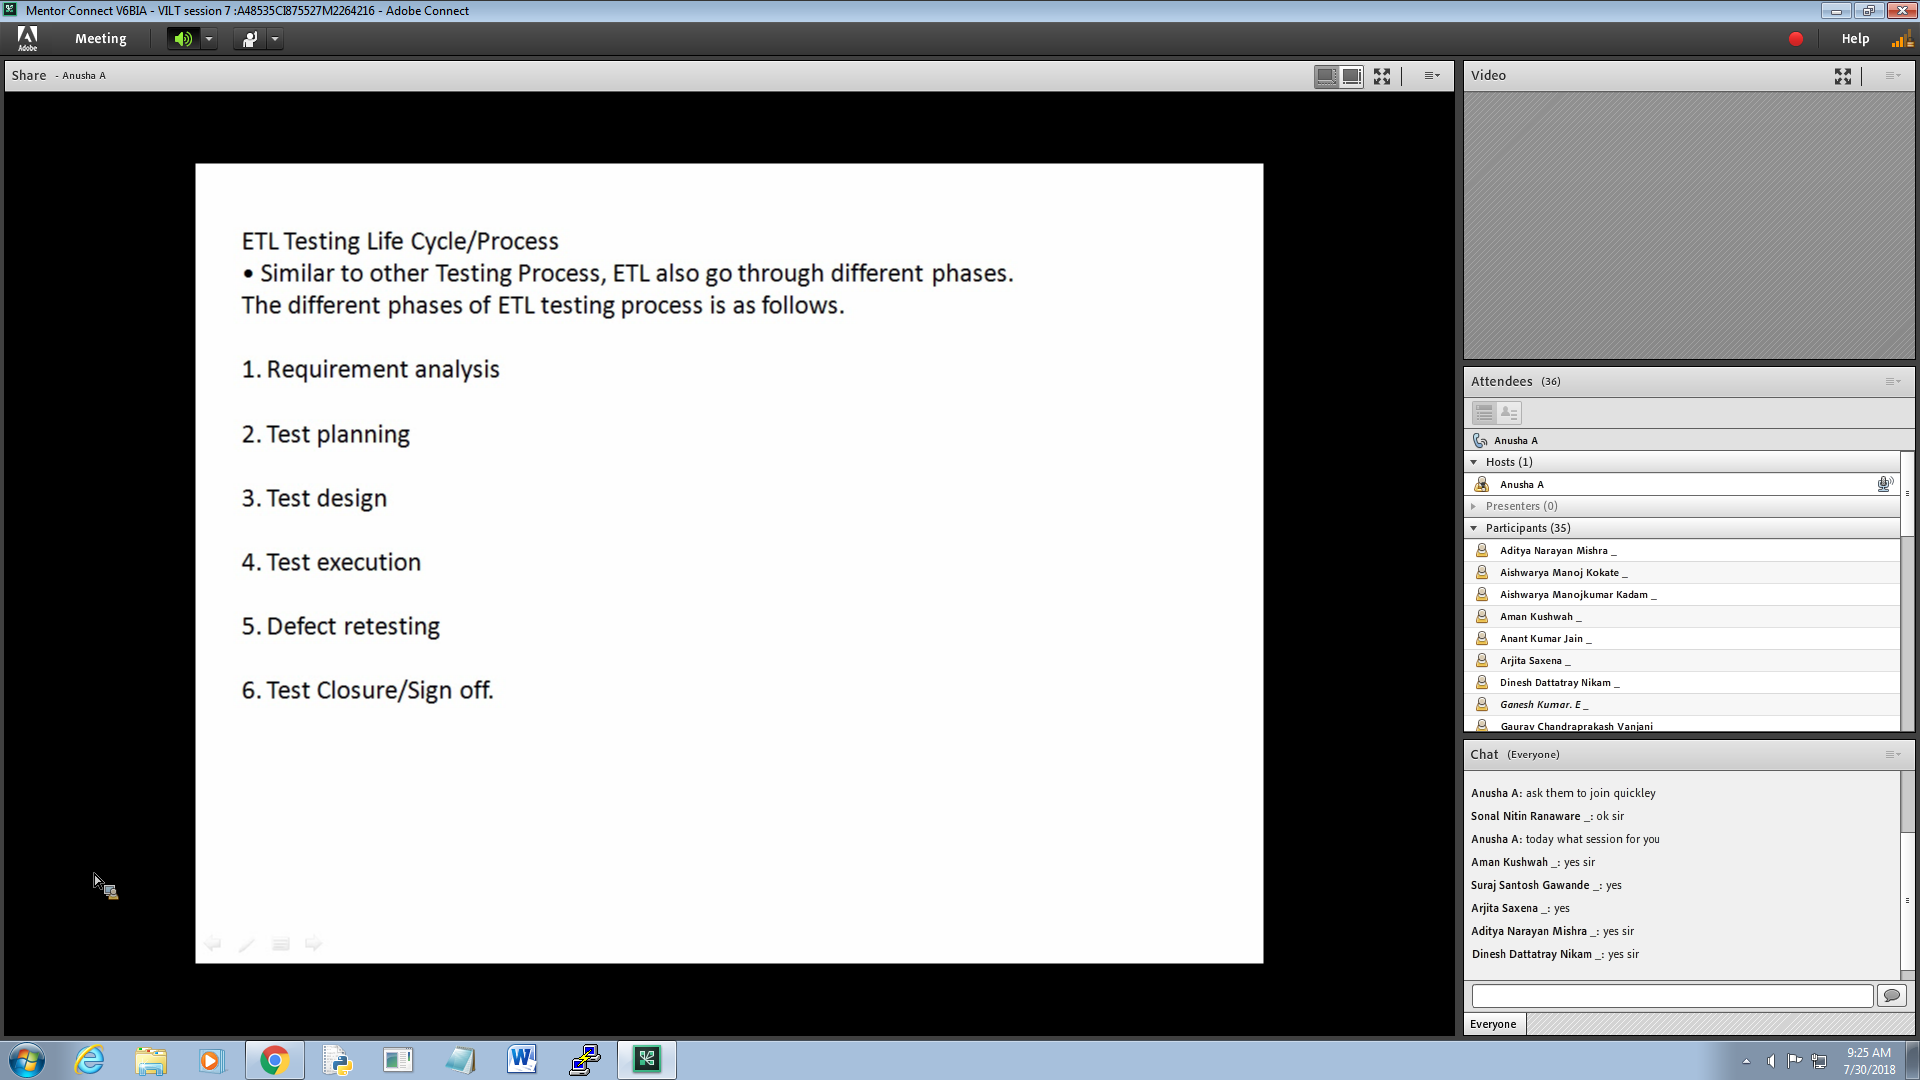 Mentor Connect V6BIA - VILT session 7 :A48535CI875527M2264216 - Adobe Connect
Adobe
Meeting
Help
Share - Anusha A
ETL Testing Life Cycle/Process
• Similar to other Testing Process, ETL also go through different phases.
The different phases of ETL testing process is as follows.
1. Requirement analysis
2. Test planning
3. Test design
4. Test execution
5. Defect retesting
6. Test Closure/Sign off.
Video
Attendees (36)
Anusha A
Hosts (1)
Anusha A
Presenters (0)
Participants (35)
Aditya Narayan Mishra _
Aishwarya Manoj Kokate _
Aishwarya Manojkumar Kadam _
Aman Kushwah _
Anant Kumar Jain _
Arjita Saxena _
Dinesh Dattatray Nikam _
Ganesh Kumar. E _
Gaurav Chandraprakash Vanjani
Chat (Everyone)
Anusha A: ask them to join quickley
Sonal Nitin Ranaware _: ok sir
Anusha A: today what session for you
Aman Kushwah _: yes sir
Suraj Santosh Gawande _: yes
Arjita Saxena _: yes
Aditya Narayan Mishra _: yes sir
Dinesh Dattatray Nikam _: yes sir
Everyone
9:25 AM
7/30/2018